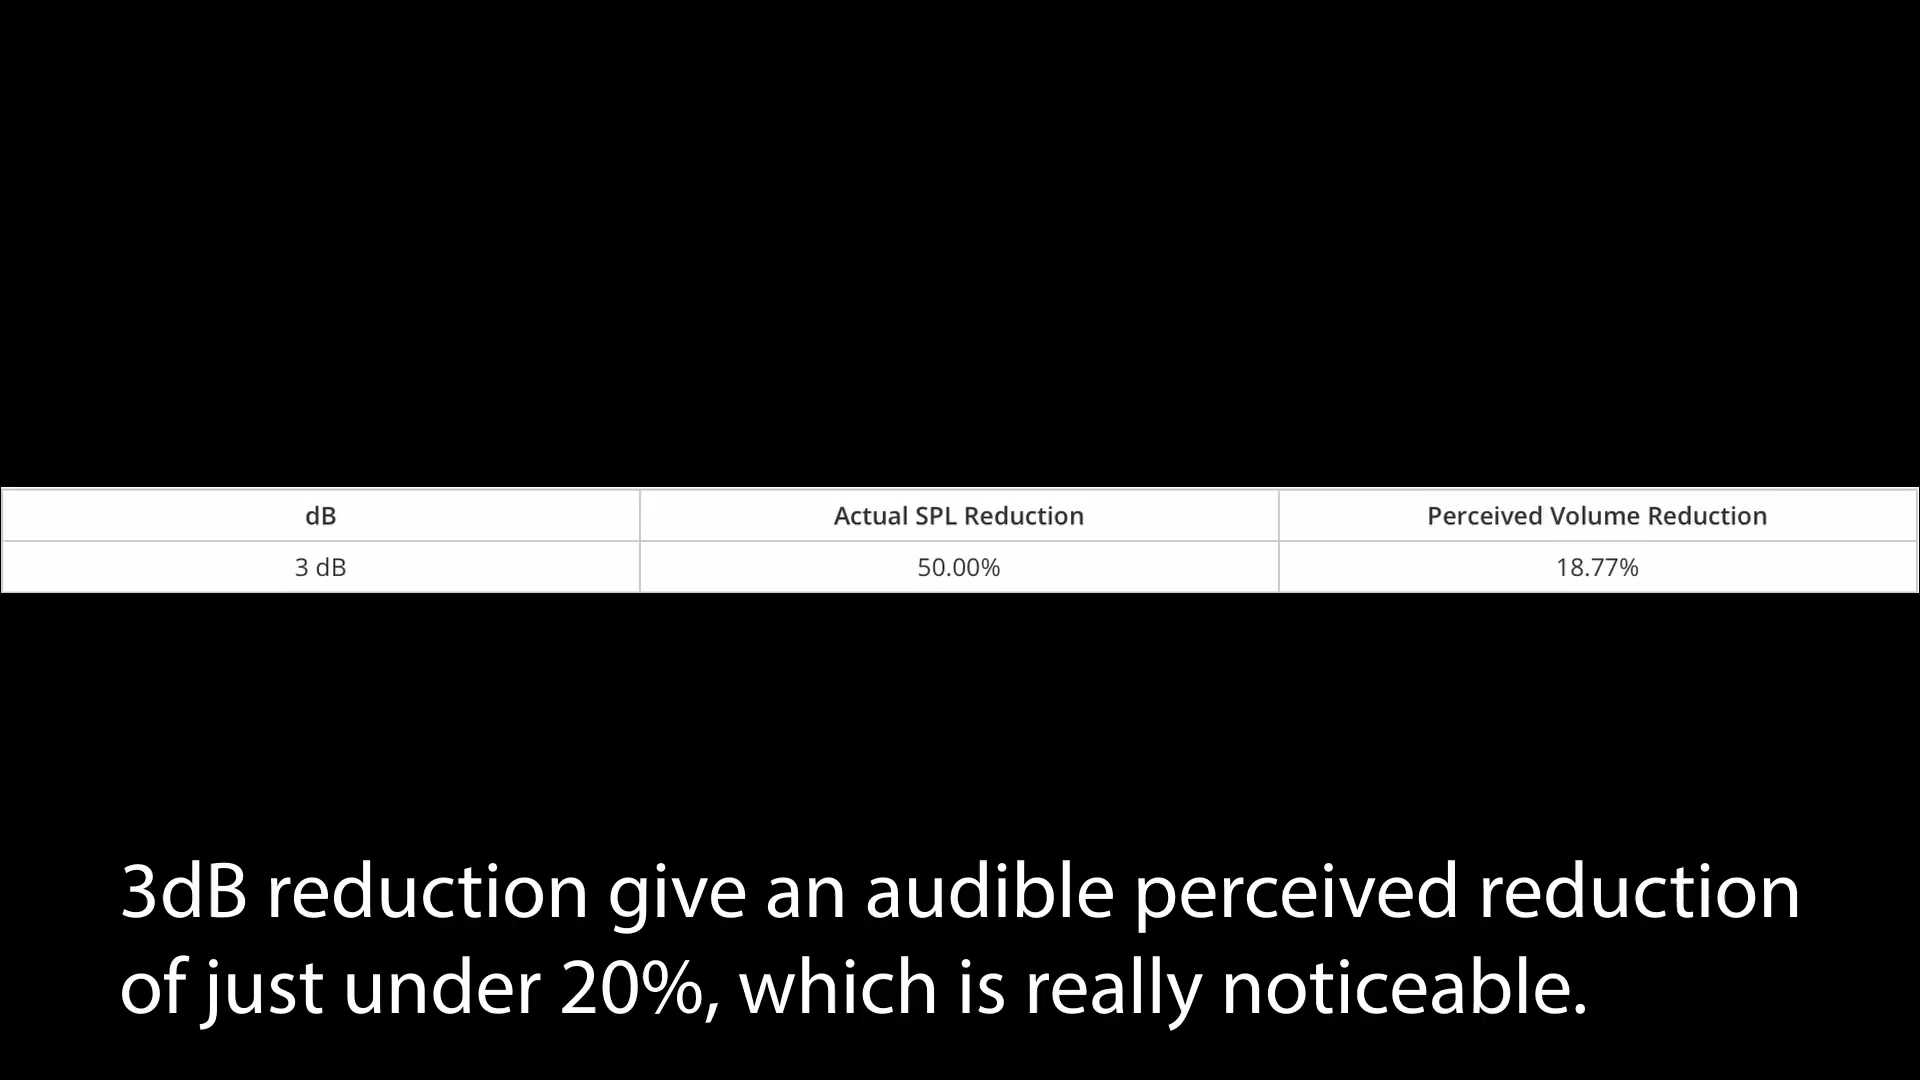 dB Actual SPL Reduction Perceived Volume Reduction
3 dB 50.00% 18.77%
3dB reduction give an audible perceived reduction
of just under 20%, which is really noticeable.